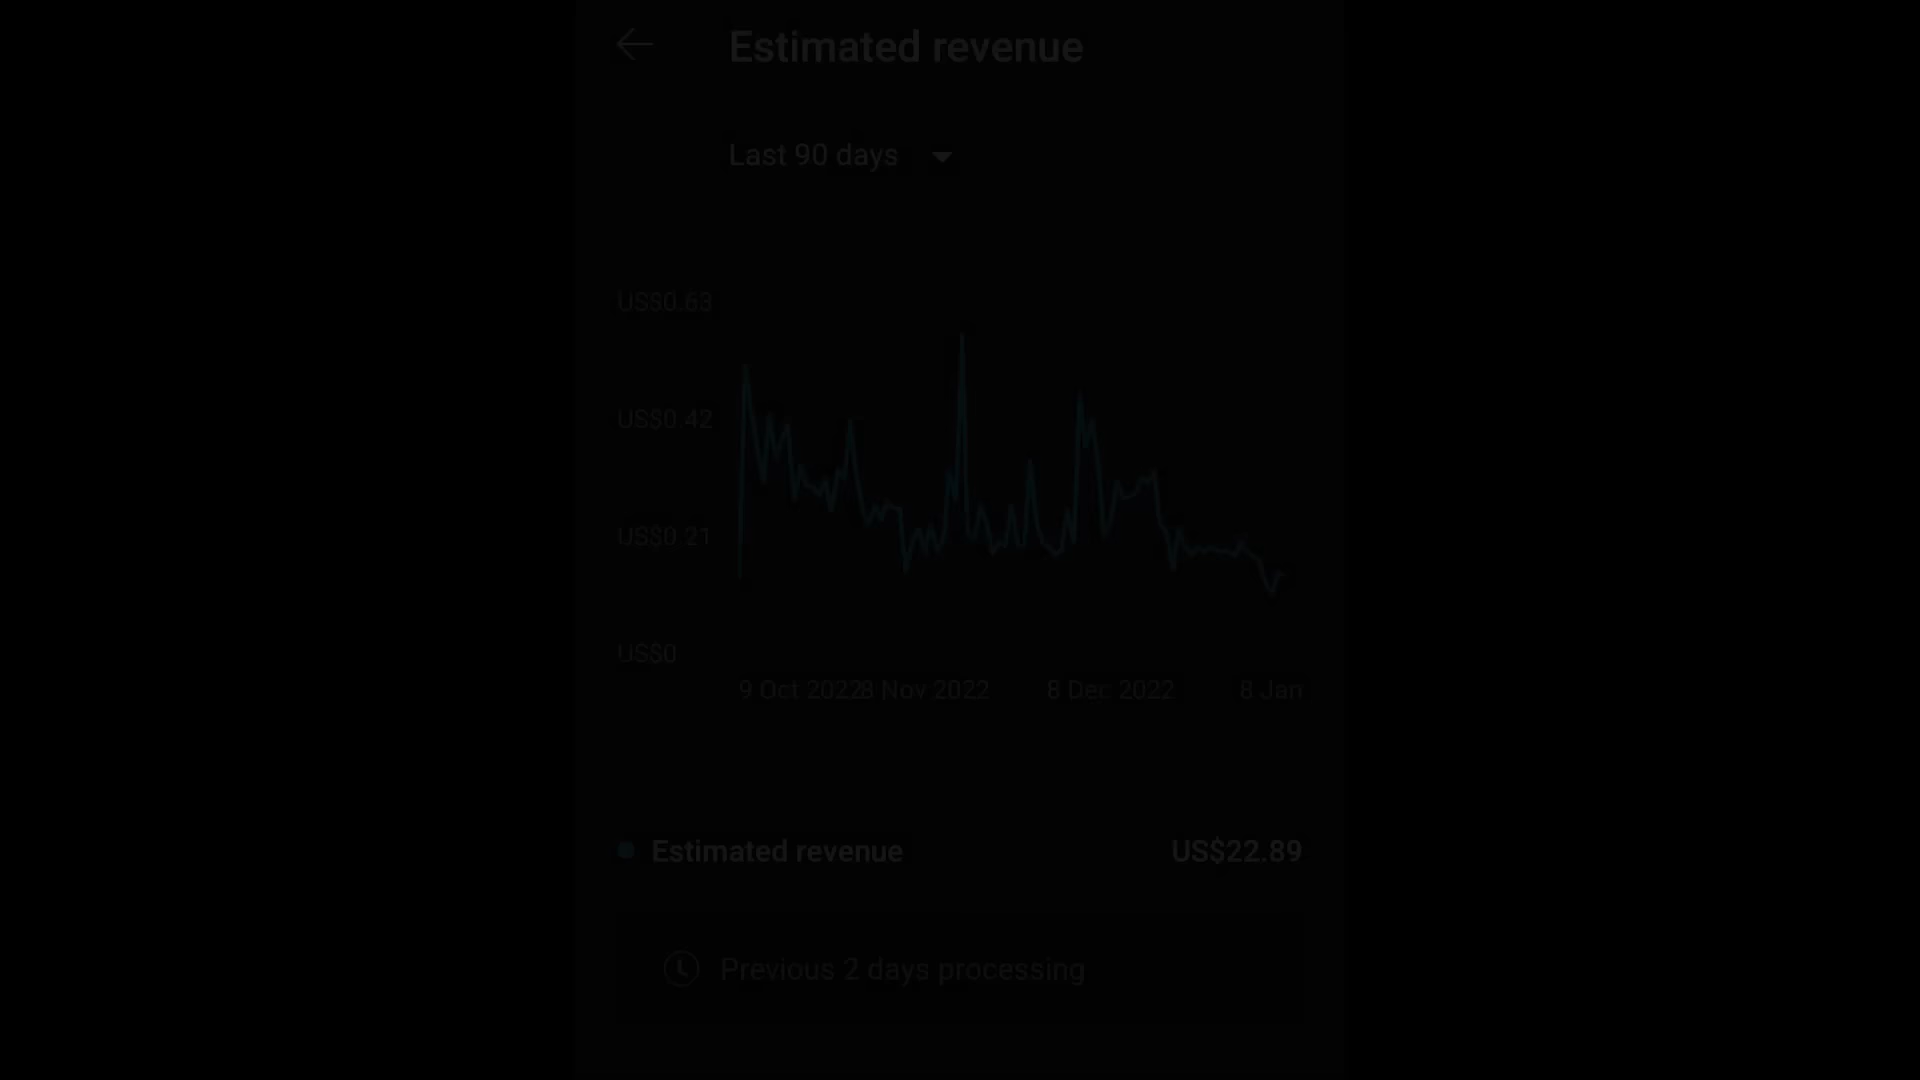 Estimated revenue
Last 90 days
US$0.63
US$0.42
US$0.21
US$0
9 Oct 2022 8 Nov 2022 8 Dec 2022 8 Jan
Estimated revenue US$22.89
Previous 2 days processing